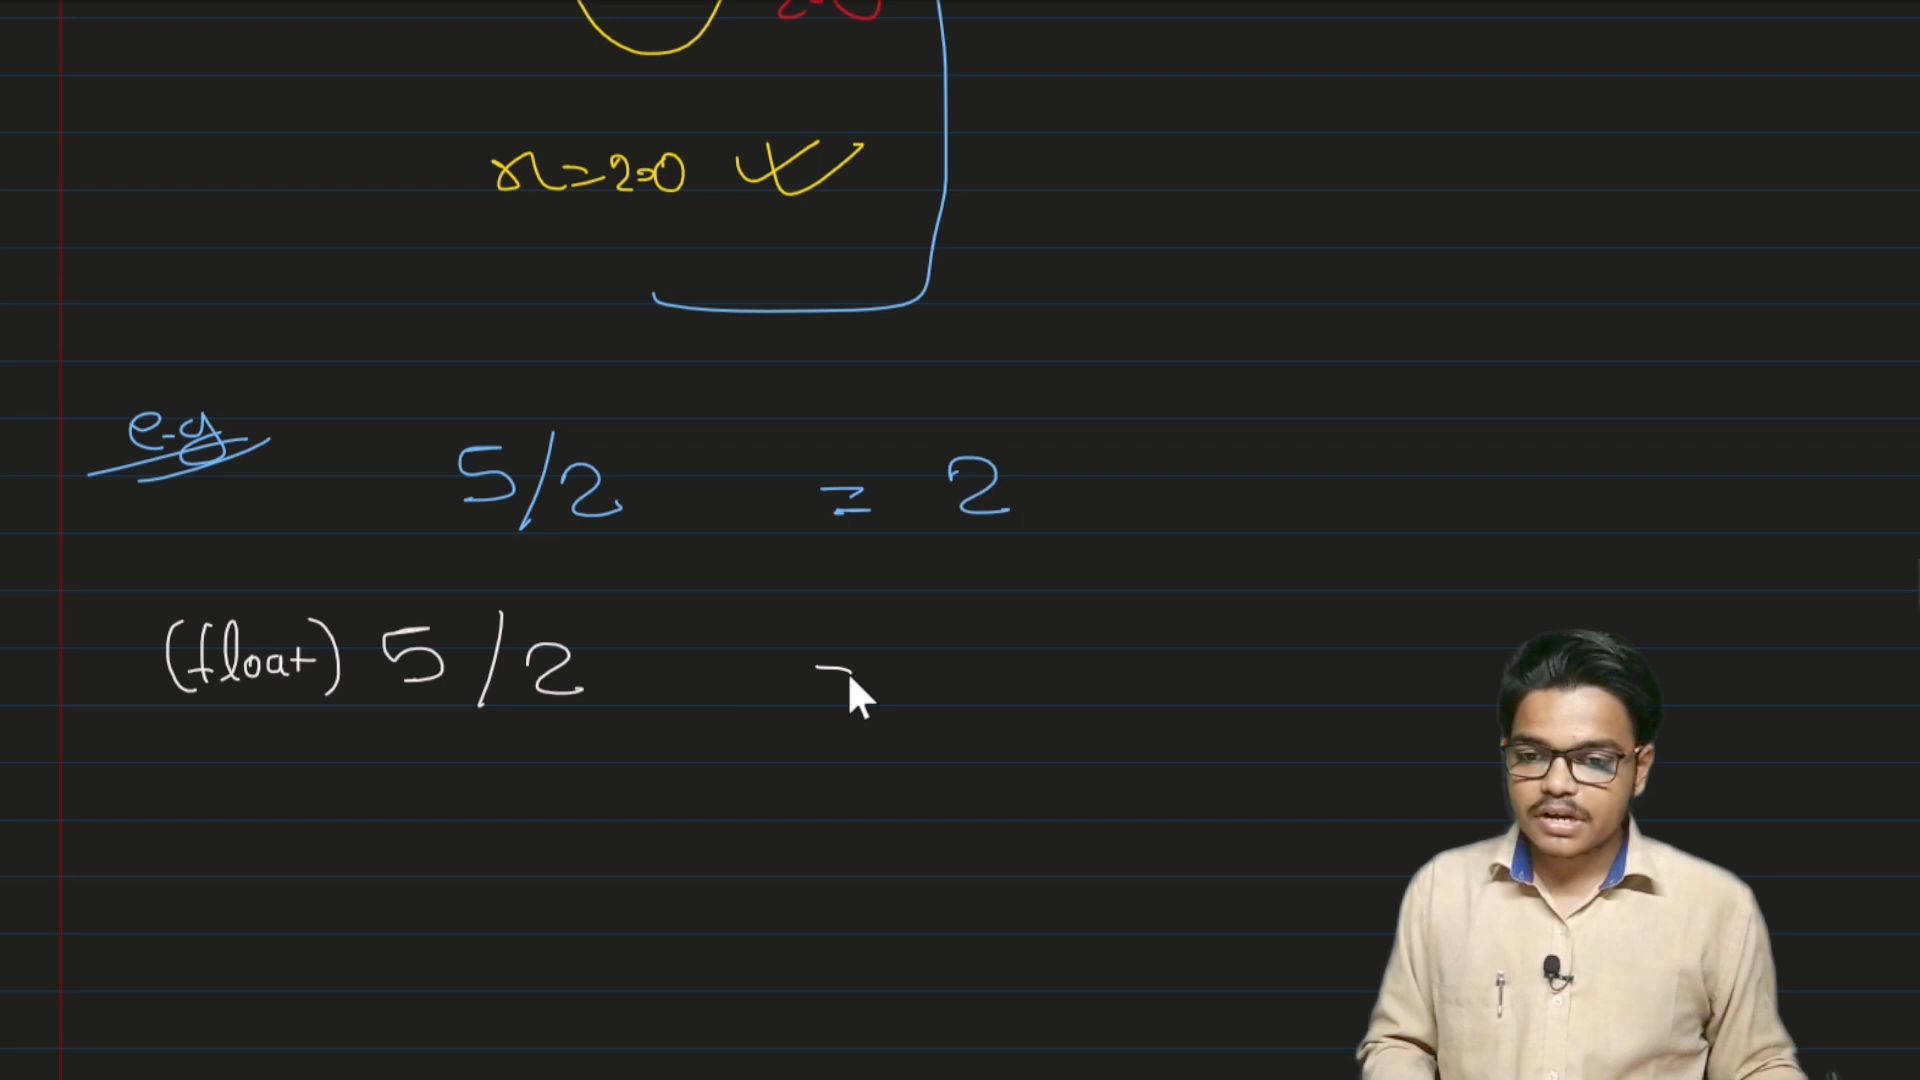 x=2.0
e.g
5/2 = 2
(float) 5/2